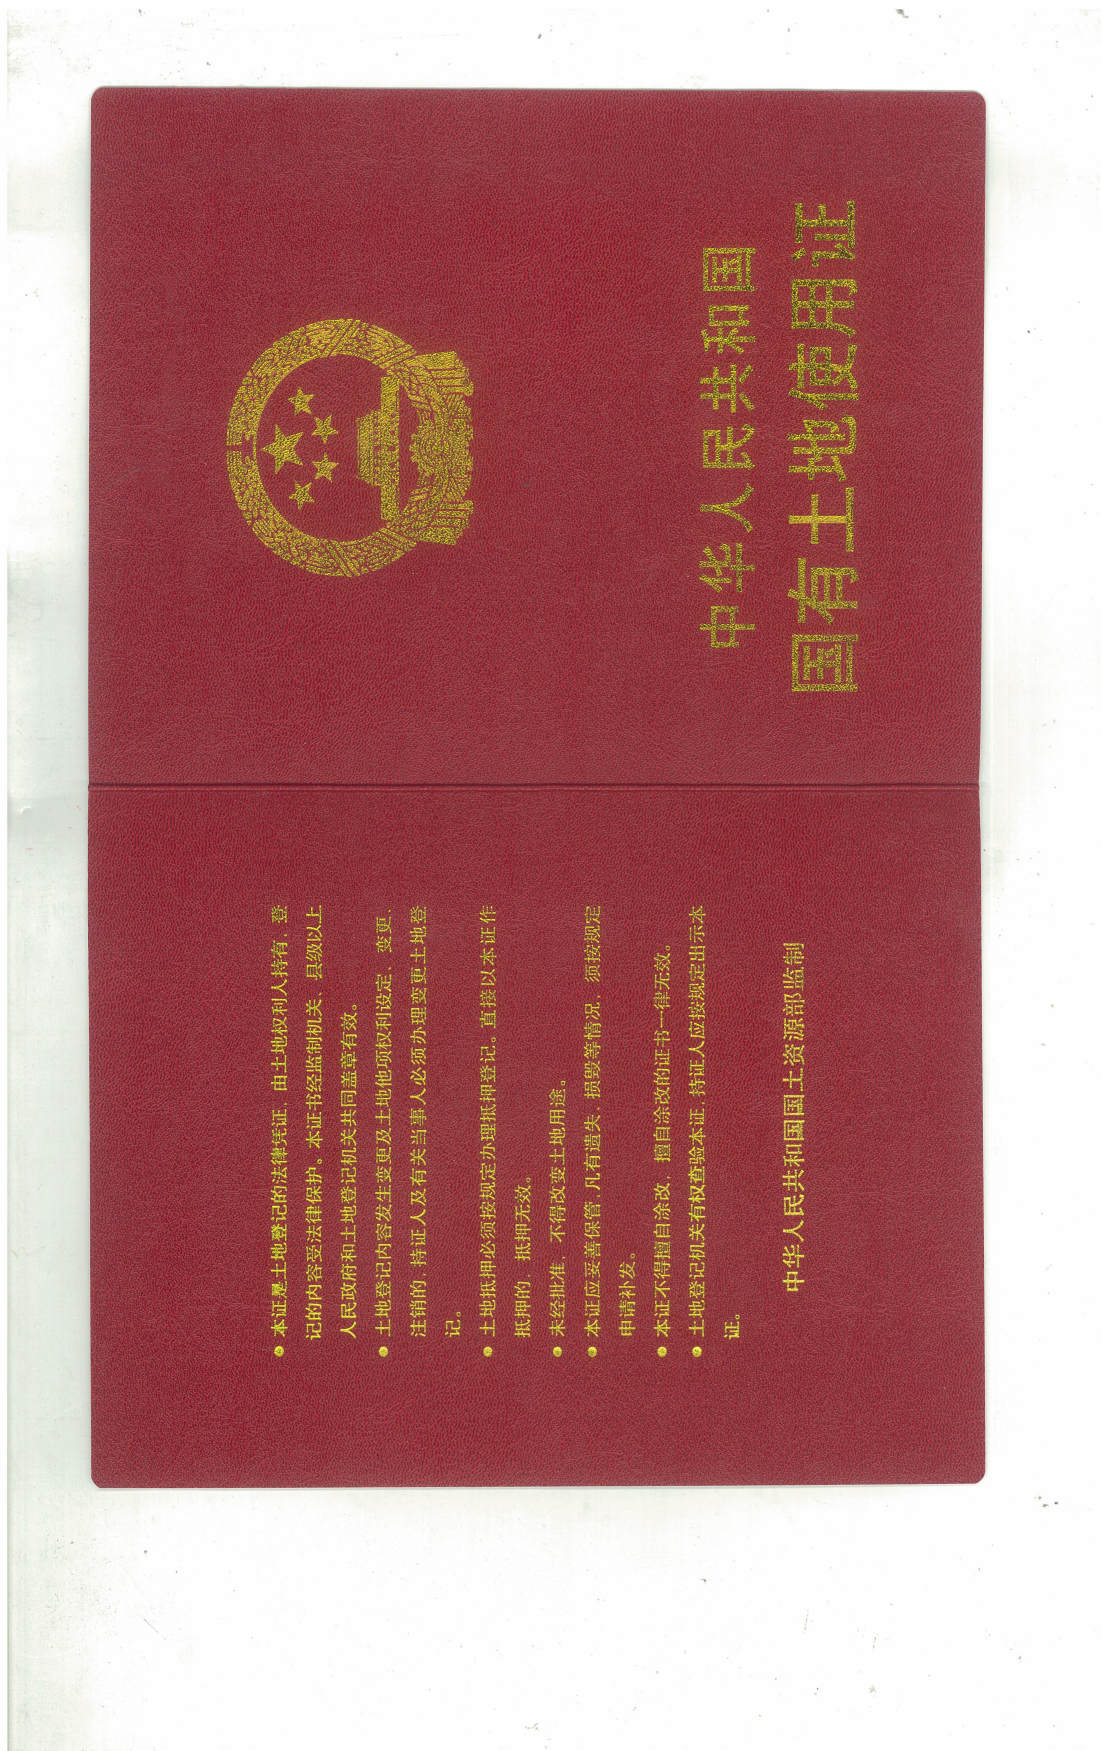 中华人民共和国
国有土地使用证
● 本证是土地登记的法律凭证，由土地权利人持有，登
记的内容受法律保护。本证书经监制机关、县级以上
人民政府和土地登记机关共同盖章有效。
● 土地登记内容发生变更及土地他项权利设定、变更、
注销的，持证人及有关当事人必须办理变更土地登
记。
● 土地抵押必须按规定办理抵押登记。直接以本证作
抵押的，抵押无效。
● 未经批准，不得改变土地用途。
● 本证应妥善保管，凡有遗失、损毁等情况，须按规定
申请补发。
● 本证不得擅自涂改，擅自涂改的证书一律无效。
● 土地登记机关有权查验本证，持证人应按规定出示本
证。
中华人民共和国国土资源部监制